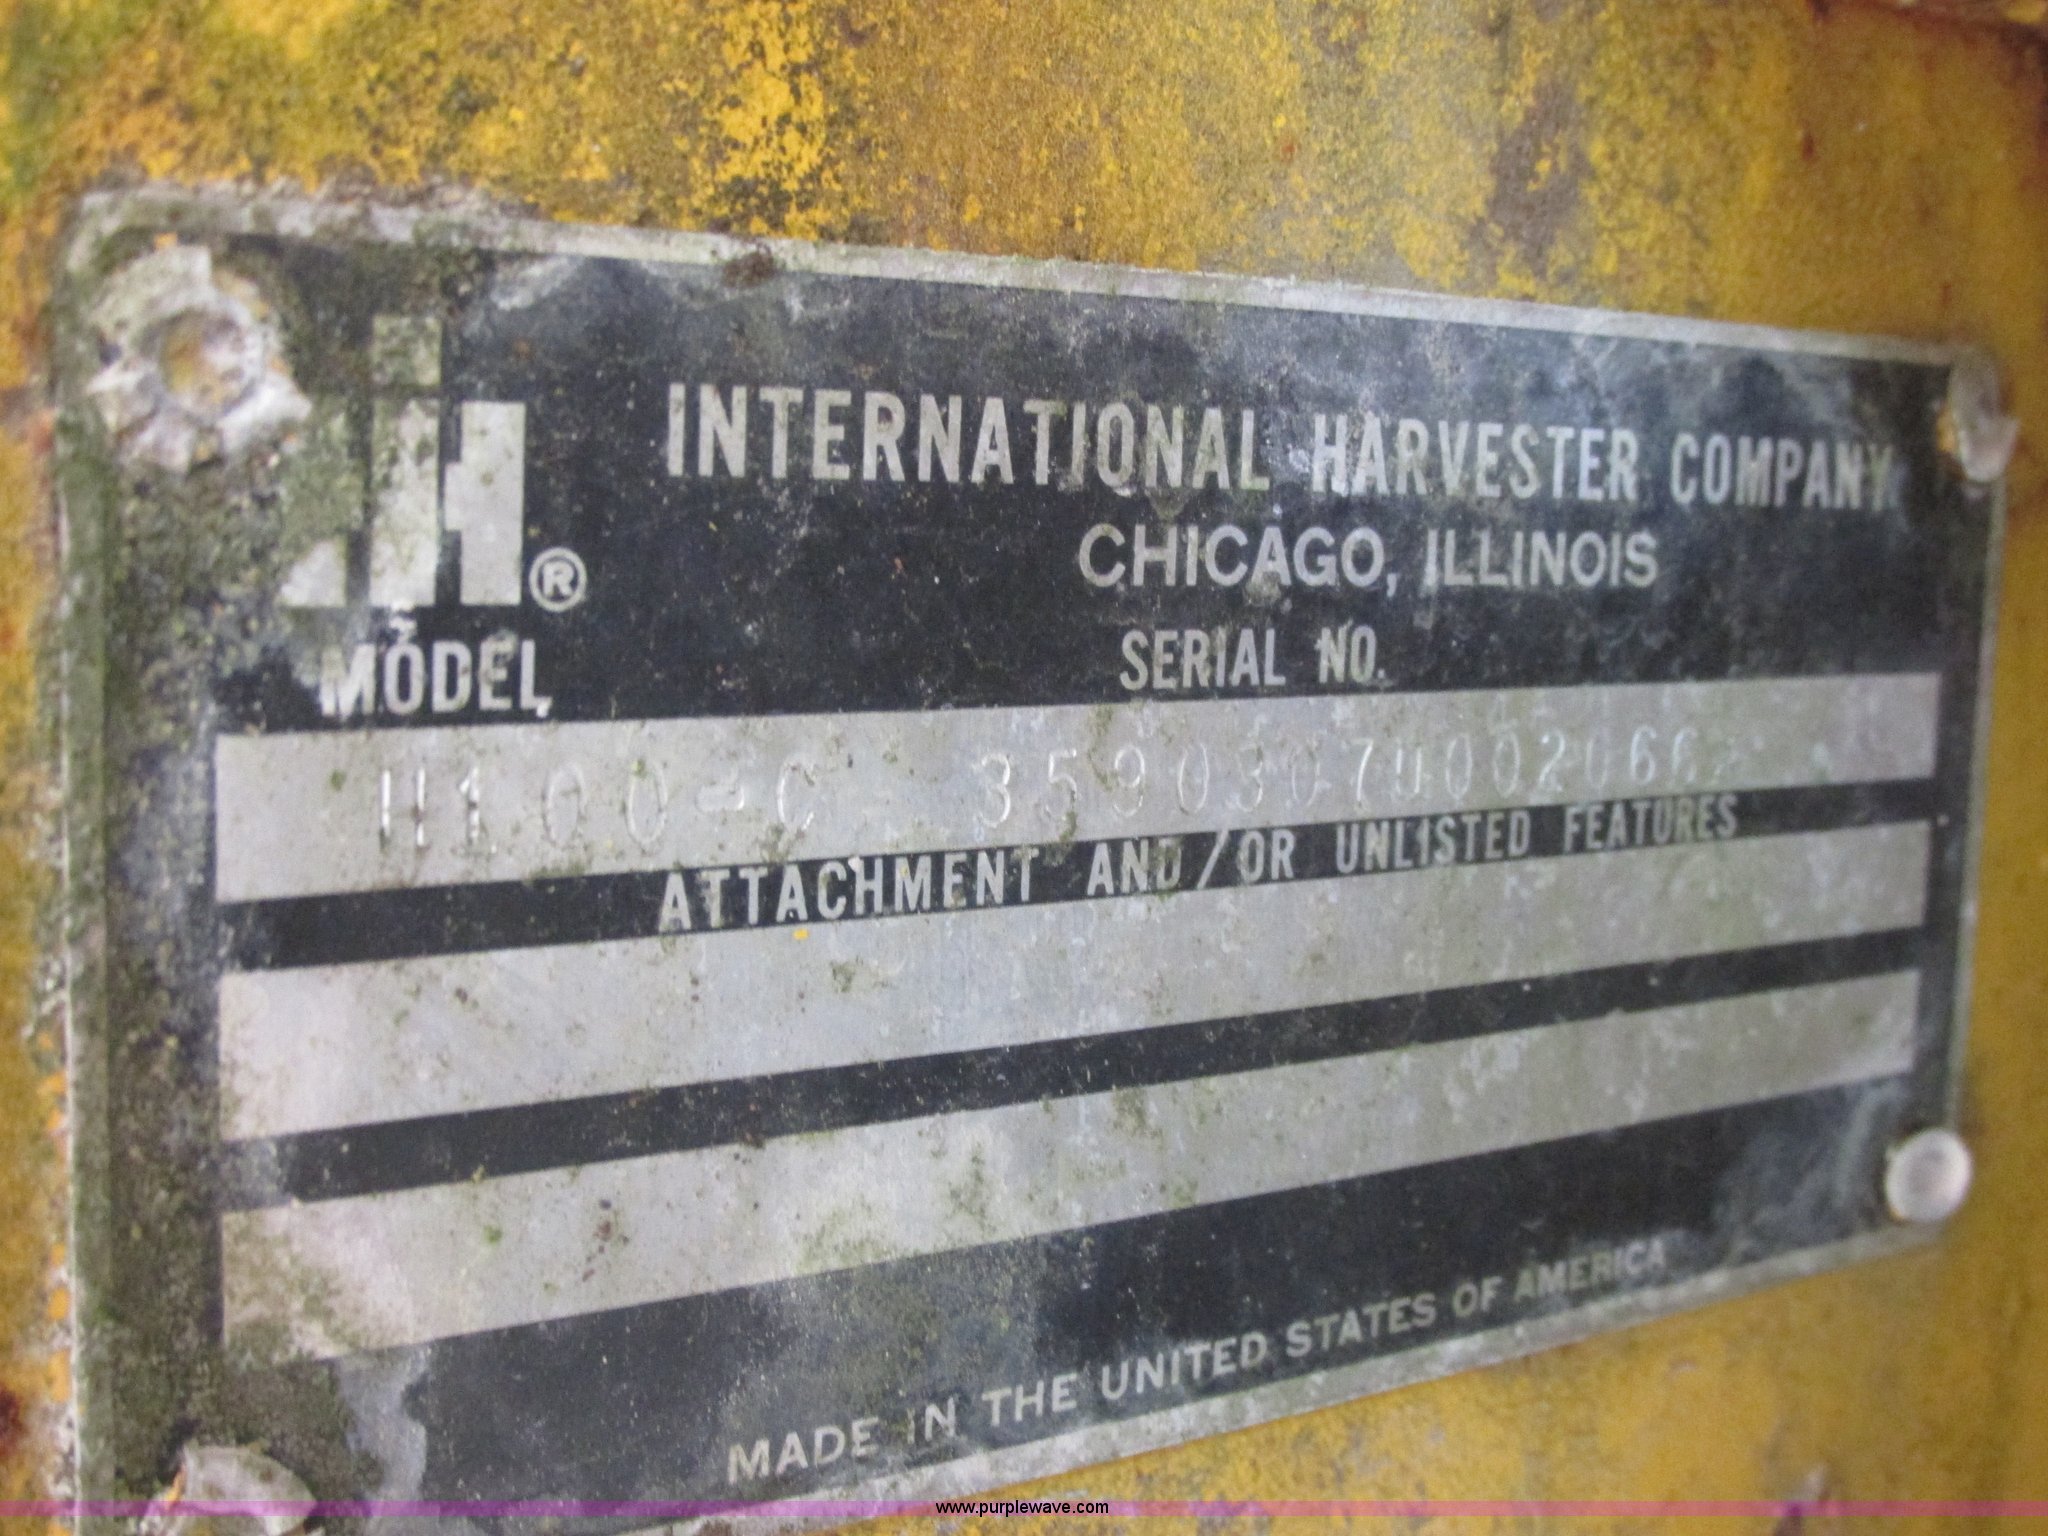 INTERNATIONAL HARVESTER COMPANY
®
CHICAGO, ILLINOIS
MODEL SERIAL NO.
H100-C
ATTACHMENT AND/OR UNLISTED FEATURES
MADE IN THE UNITED STATES OF AMERICA
www.purplewave.com